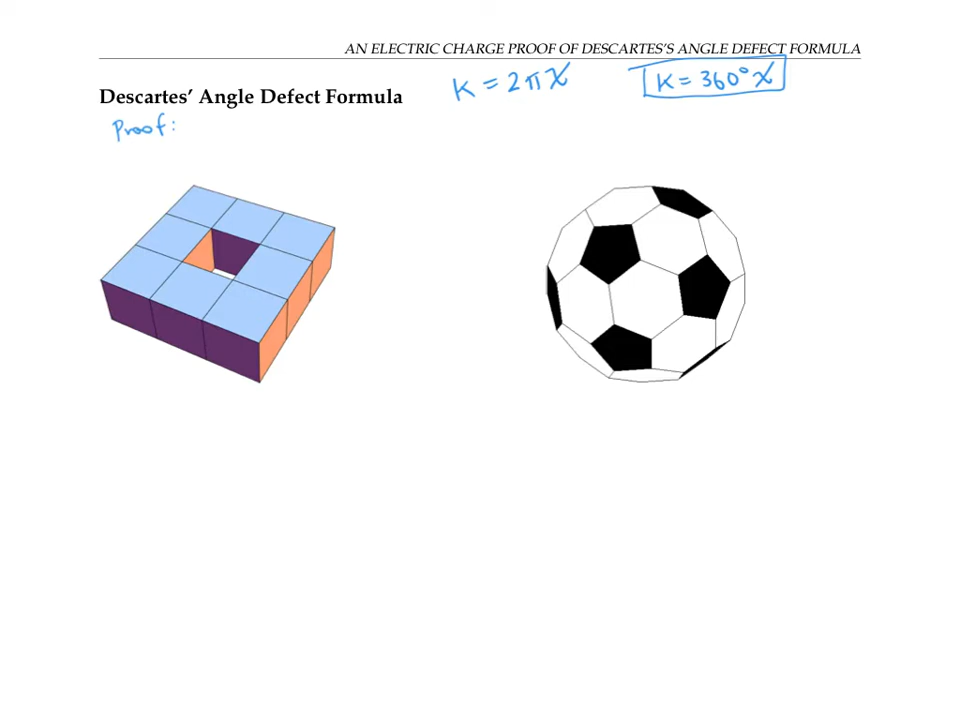 AN ELECTRIC CHARGE PROOF OF DESCARTES'S ANGLE DEFECT FORMULA
Descartes' Angle Defect Formula K = 2πχ K = 360°χ
Proof: